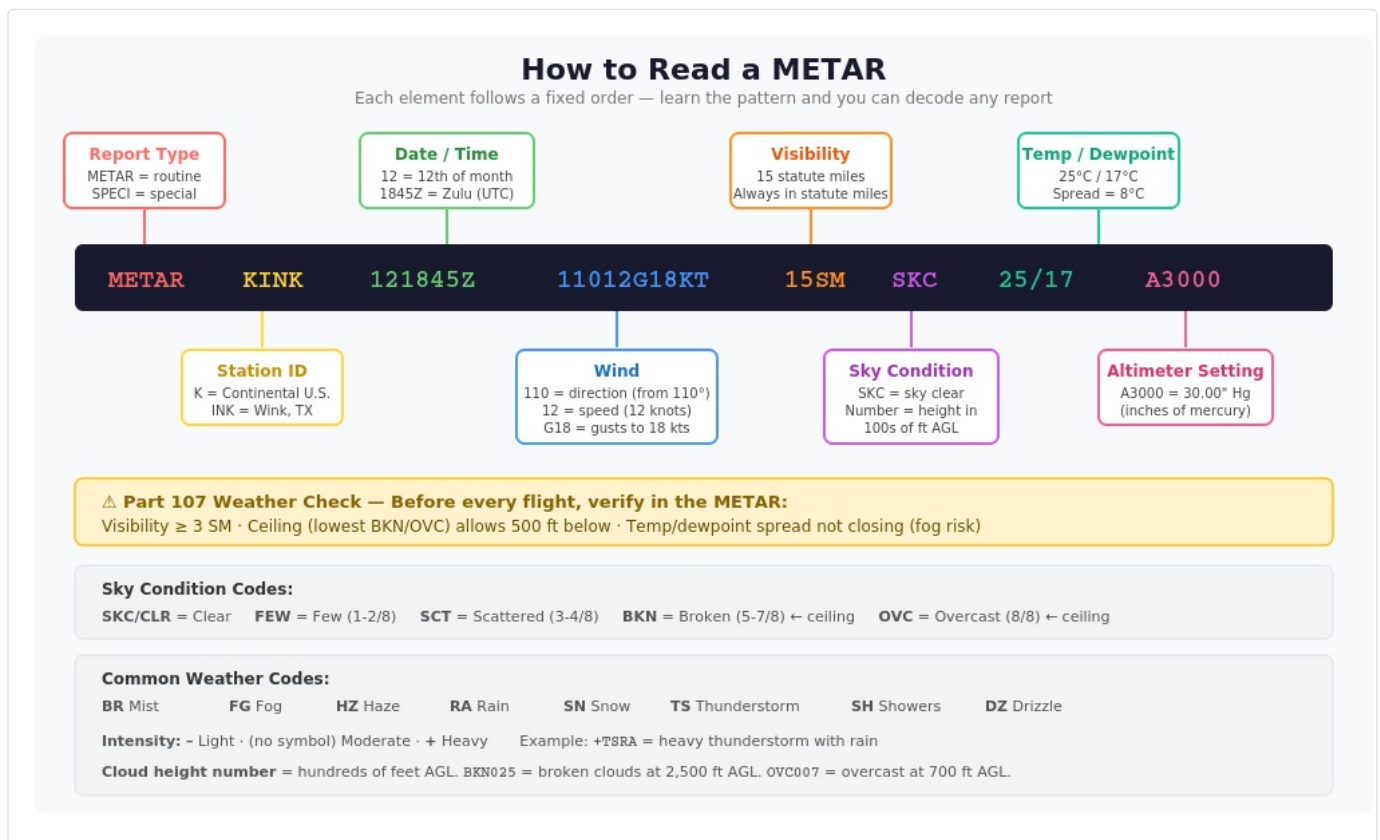 How to Read a METAR
Each element follows a fixed order — learn the pattern and you can decode any report
Report Type
METAR = routine
SPECI = special
Date / Time
12 = 12th of month
1845Z = Zulu (UTC)
Visibility
15 statute miles
Always in statute miles
Temp / Dewpoint
25°C / 17°C
Spread = 8°C
METAR KINK 121845Z 11012G18KT 15SM SKC 25/17 A3000
Station ID
K = Continental U.S.
INK = Wink, TX
Wind
110 = direction (from 110°)
12 = speed (12 knots)
G18 = gusts to 18 kts
Sky Condition
SKC = sky clear
Number = height in
100s of ft AGL
Altimeter Setting
A3000 = 30.00" Hg
(inches of mercury)
⚠ Part 107 Weather Check — Before every flight, verify in the METAR:
Visibility ≥ 3 SM · Ceiling (lowest BKN/OVC) allows 500 ft below · Temp/dewpoint spread not closing (fog risk)
Sky Condition Codes:
SKC/CLR = Clear FEW = Few (1-2/8) SCT = Scattered (3-4/8) BKN = Broken (5-7/8) ← ceiling OVC = Overcast (8/8) ← ceiling
Common Weather Codes:
BR Mist FG Fog HZ Haze RA Rain SN Snow TS Thunderstorm SH Showers DZ Drizzle
Intensity: – Light · (no symbol) Moderate · + Heavy Example: +TSRA = heavy thunderstorm with rain
Cloud height number = hundreds of feet AGL. BKN025 = broken clouds at 2,500 ft AGL. OVC007 = overcast at 700 ft AGL.